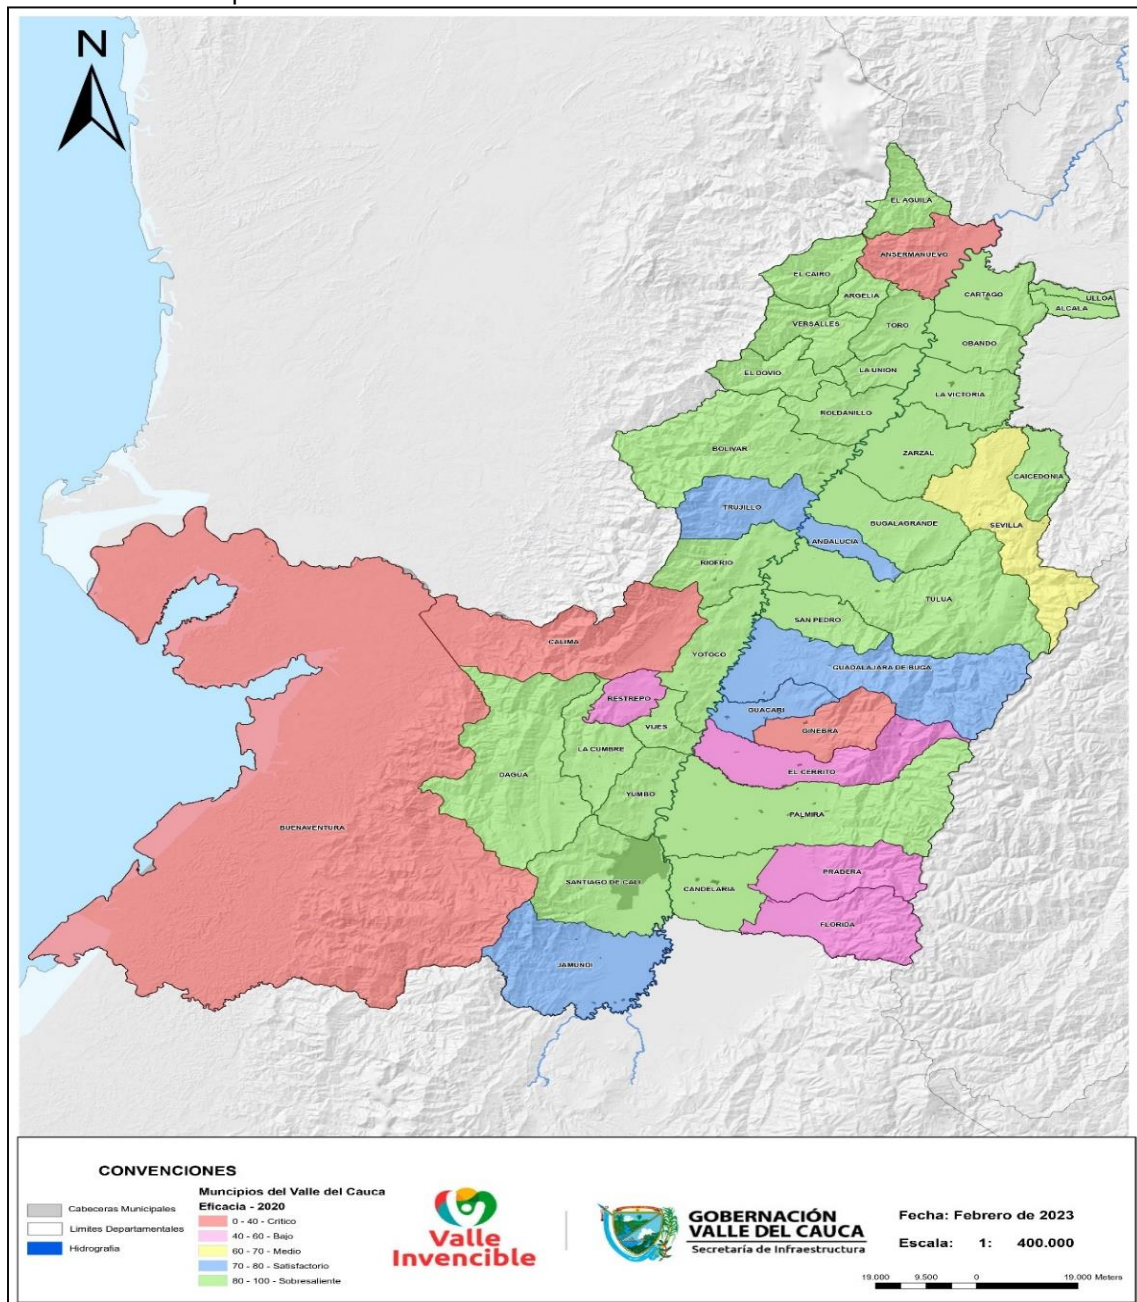 N
EL AGUILA
ANSERMANUEVO
EL CAIRO
ARGELIA
CARTAGO
ULLOA
ALCALA
VERSALLES
TORO
OBANDO
EL DOVIO
LA UNION
LA VICTORIA
ROLDANILLO
BOLIVAR
ZARZAL
CAICEDONIA
TRUJILLO
BUGALAGRANDE
SEVILLA
ANDALUCIA
RIOFRIO
TULUA
SAN PEDRO
CALIMA
YOTOCO
GUADALAJARA DE BUGA
RESTREPO
GUACARI
VIJES
GINEBRA
LA CUMBRE
DAGUA
EL CERRITO
YUMBO
PALMIRA
BUENAVENTURA
PRADERA
SANTIAGO DE CALI
CANDELARIA
FLORIDA
JAMUNDI
CONVENCIONES
Cabeceras Municipales
Limites Departamentales
Hidrografia
Muncipios del Valle del Cauca
Eficacia - 2020
0 - 40 - Critico
40 - 60 - Bajo
60 - 70 - Medio
70 - 80 - Satisfactorio
80 - 100 - Sobresaliente
Valle
Invencible
GOBERNACIÓN
VALLE DEL CAUCA
Secretaría de Infraestructura
Fecha: Febrero de 2023
Escala: 1: 400.000
19.000 9.500 0 19.000 Meters